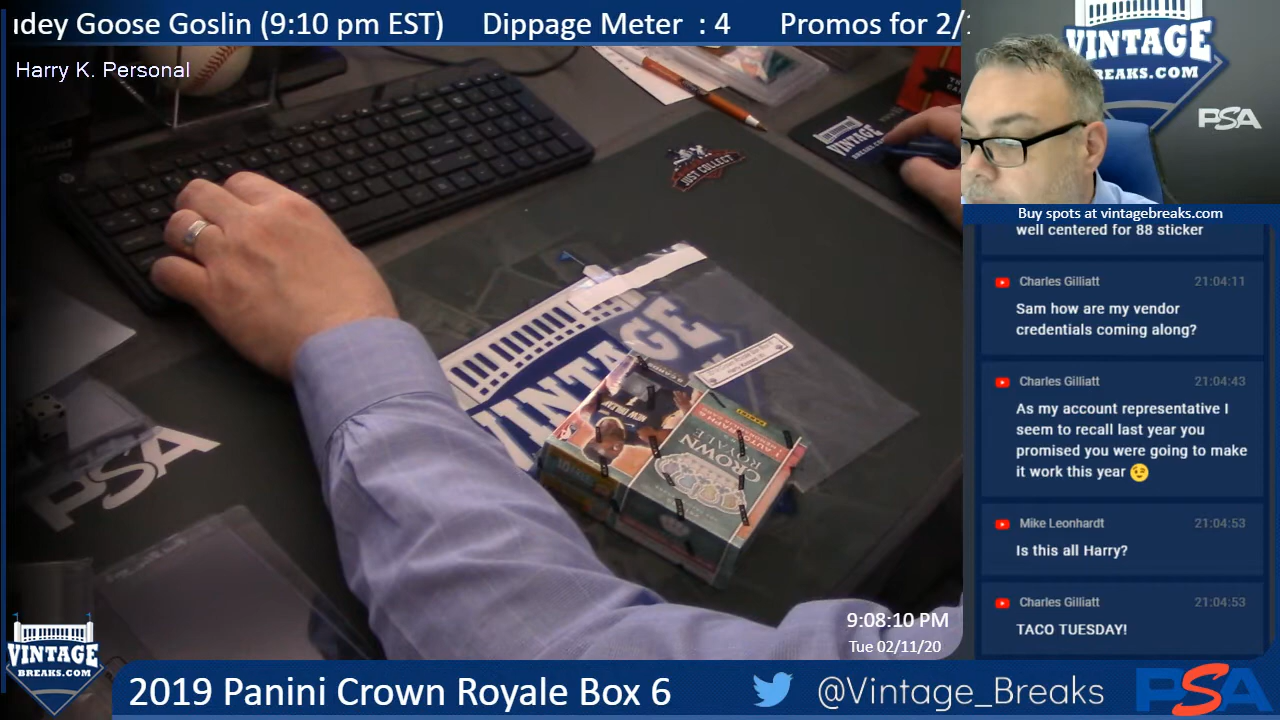 ıdey Goose Goslin (9:10 pm EST) Dippage Meter : 4 Promos for 2/1
Harry K. Personal
VINTAGE
BREAKS.COM
PSA
VINTAGE
JUST COLLECT
Buy spots at vintagebreaks.com
well centered for 88 sticker
Charles Gilliatt 21:04:11
Sam how are my vendor
credentials coming along?
Charles Gilliatt 21:04:43
As my account representative I
seem to recall last year you
promised you were going to make
it work this year 😉
Mike Leonhardt 21:04:53
Is this all Harry?
Charles Gilliatt 21:04:53
TACO TUESDAY!
VINTAGE
CROWN
ROYALE
PANINI
PSA
9:08:10 PM
Tue 02/11/20
VINTAGE
BREAKS.COM
2019 Panini Crown Royale Box 6
@Vintage_Breaks
PSA